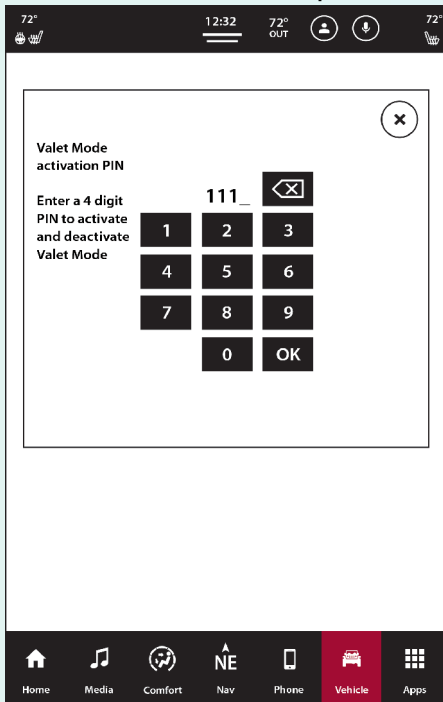 72°
12:32
72°
OUT
72°
Valet Mode
activation PIN
Enter a 4 digit
PIN to activate
and deactivate
Valet Mode
111_
1 2 3
4 5 6
7 8 9
0 OK
NE
Home Media Comfort Nav Phone Vehicle Apps